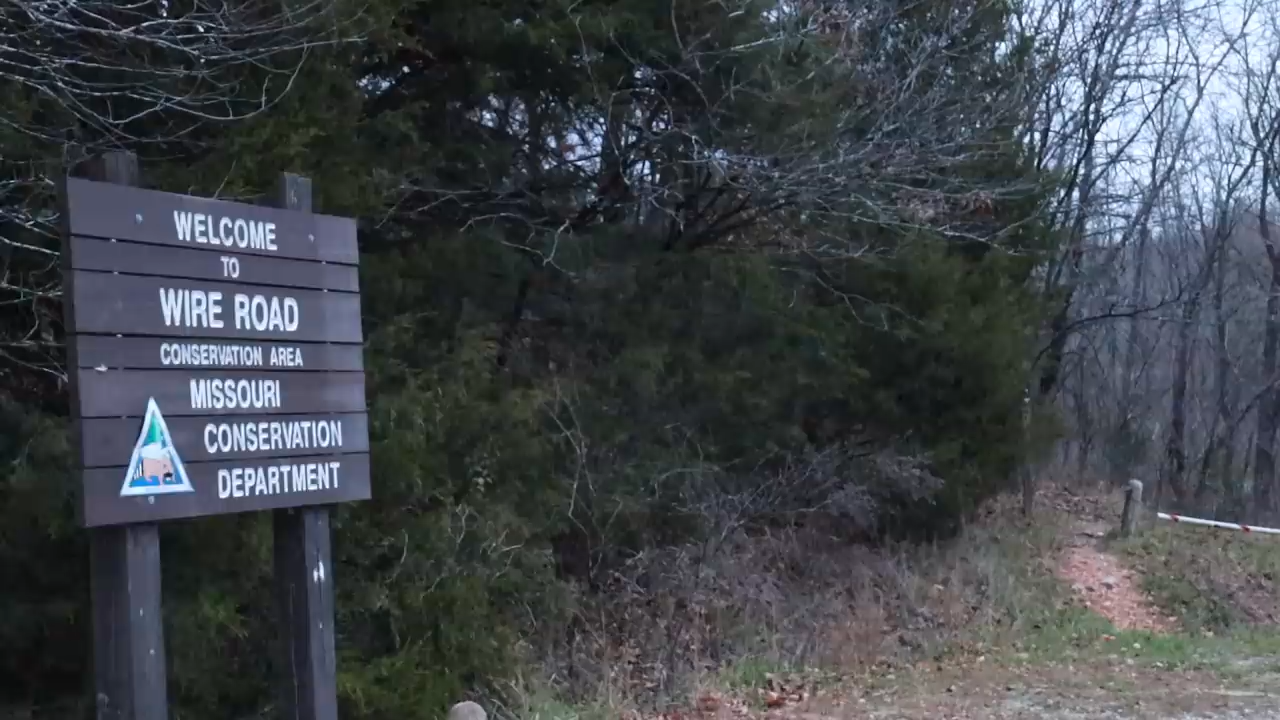 WELCOME
TO
WIRE ROAD
CONSERVATION AREA
MISSOURI
CONSERVATION
DEPARTMENT